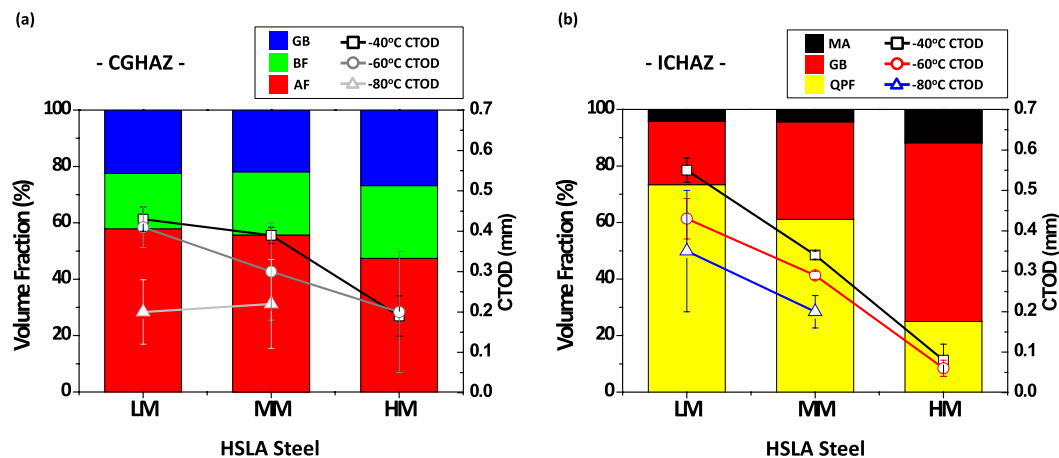 (a)
- CGHAZ -
GB
BF
AF
-40°C CTOD
-60°C CTOD
-80°C CTOD
Volume Fraction (%)
100
80
60
40
20
0
0.7
0.6
0.5
0.4
0.3
0.2
0.1
0.0
CTOD (mm)
LM
MM
HM
HSLA Steel
(b)
- ICHAZ -
MA
GB
QPF
-40°C CTOD
-60°C CTOD
-80°C CTOD
Volume Fraction (%)
100
80
60
40
20
0
0.7
0.6
0.5
0.4
0.3
0.2
0.1
0.0
CTOD (mm)
LM
MM
HM
HSLA Steel